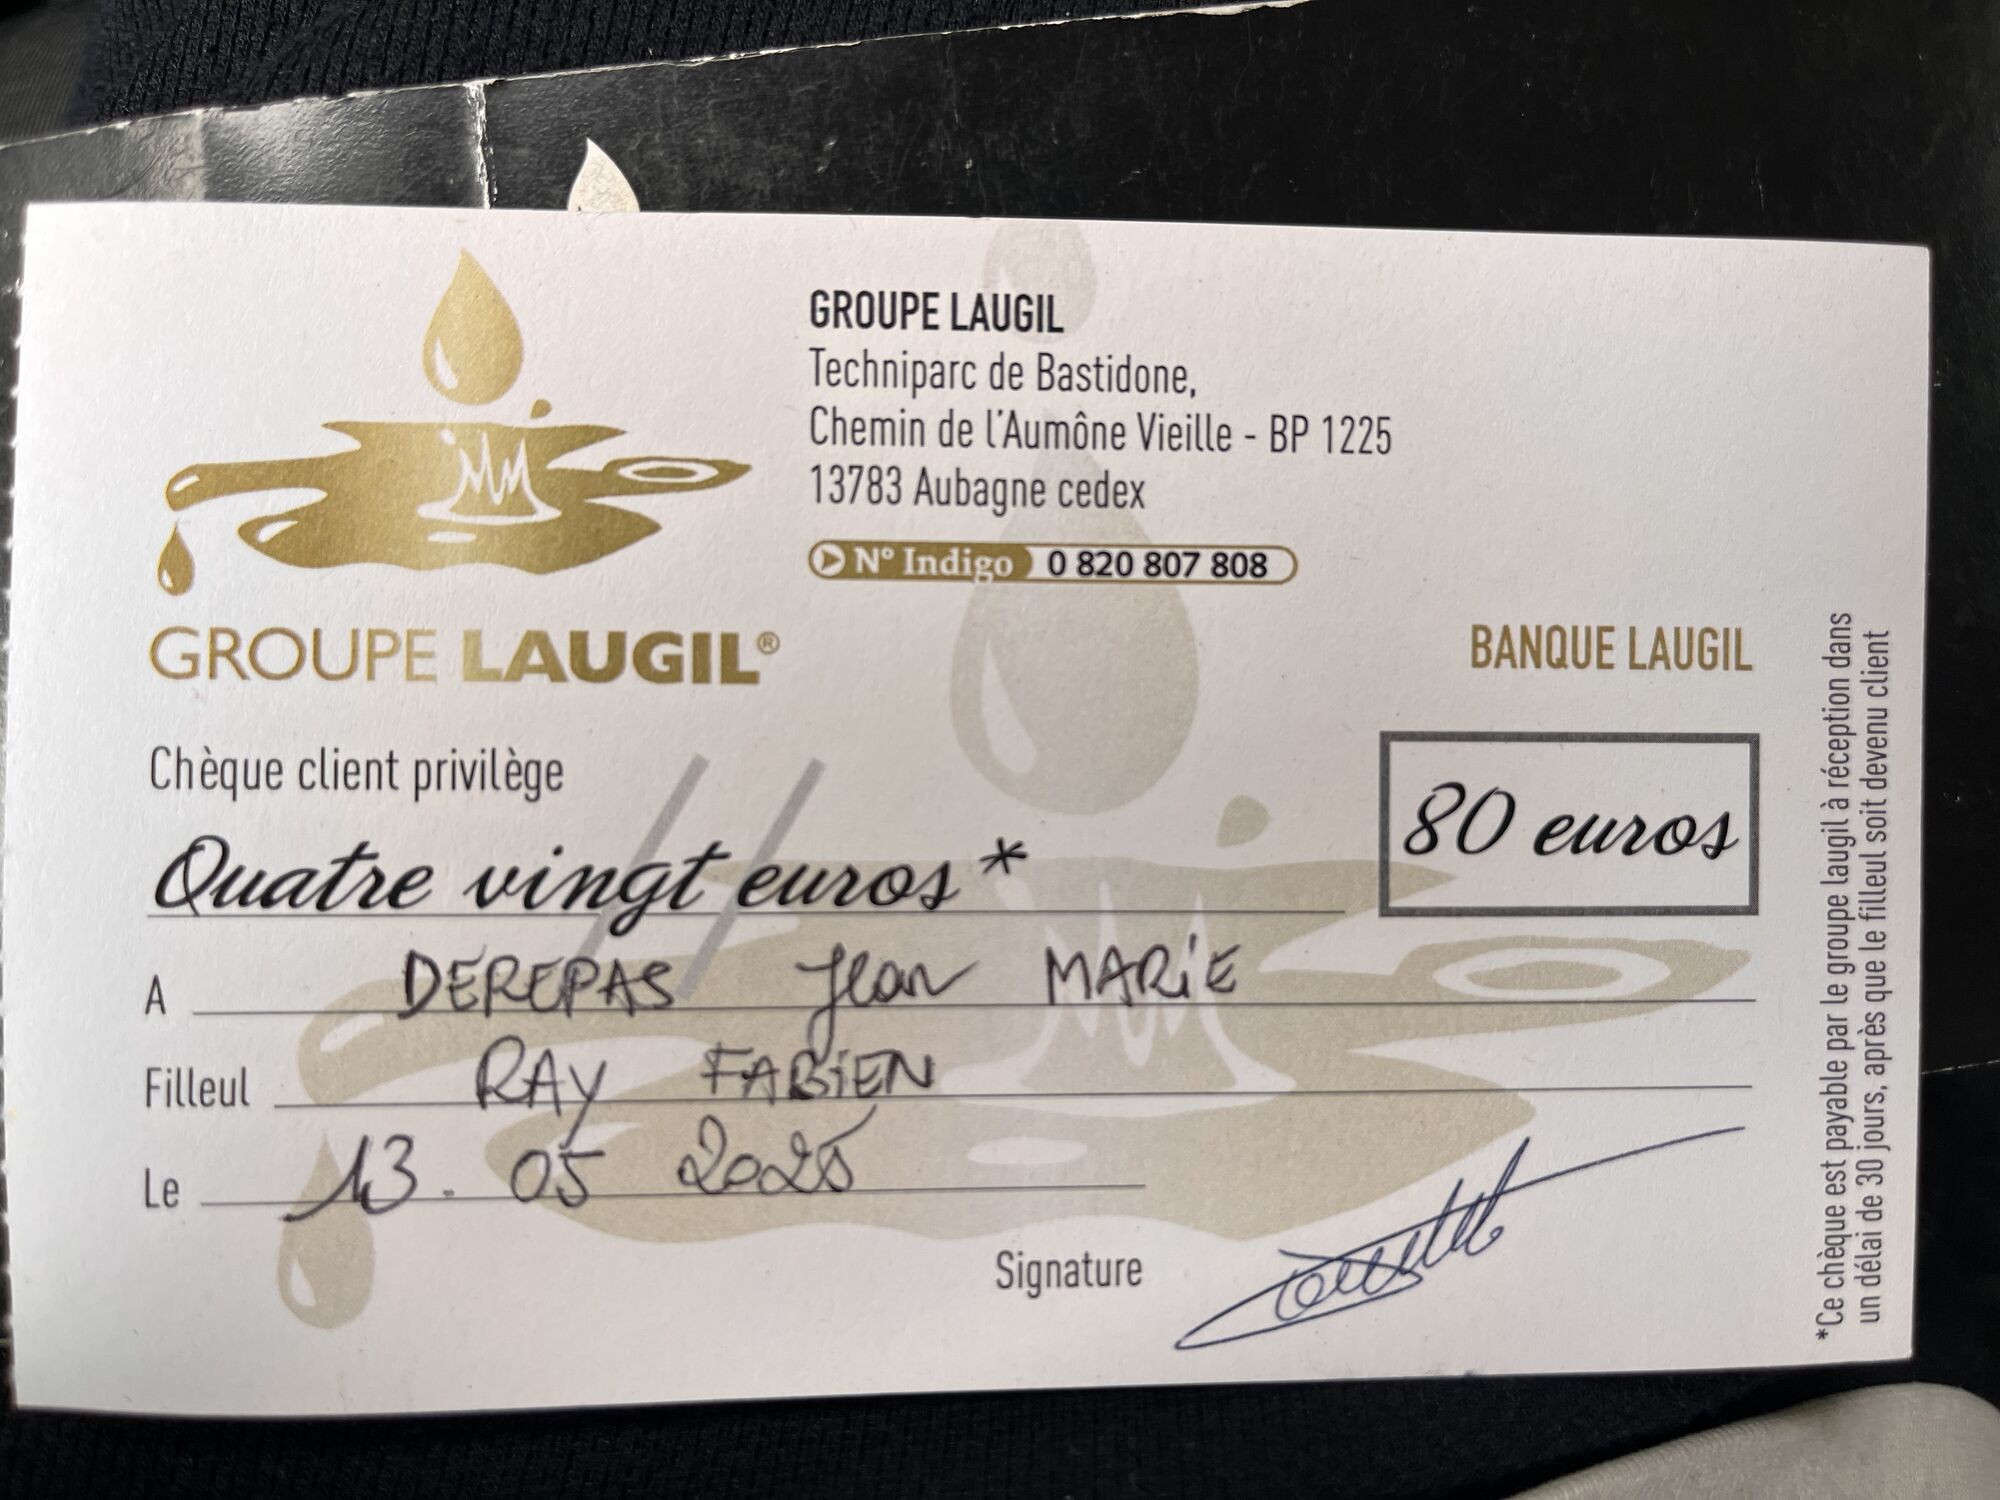 GROUPE LAUGIL
Techniparc de Bastidone,
Chemin de l'Aumône Vieille - BP 1225
13783 Aubagne cedex
N° Indigo 0 820 807 808
GROUPE LAUGIL®
BANQUE LAUGIL
Chèque client privilège
Quatre vingt euros*
80 euros
A DEREPAS Jean MARiE
Filleul RAY FABiEN
Le 13. 05 2025
Signature
*Ce chèque est payable par le groupe laugil à réception dans
un délai de 30 jours, après que le filleul soit devenu client